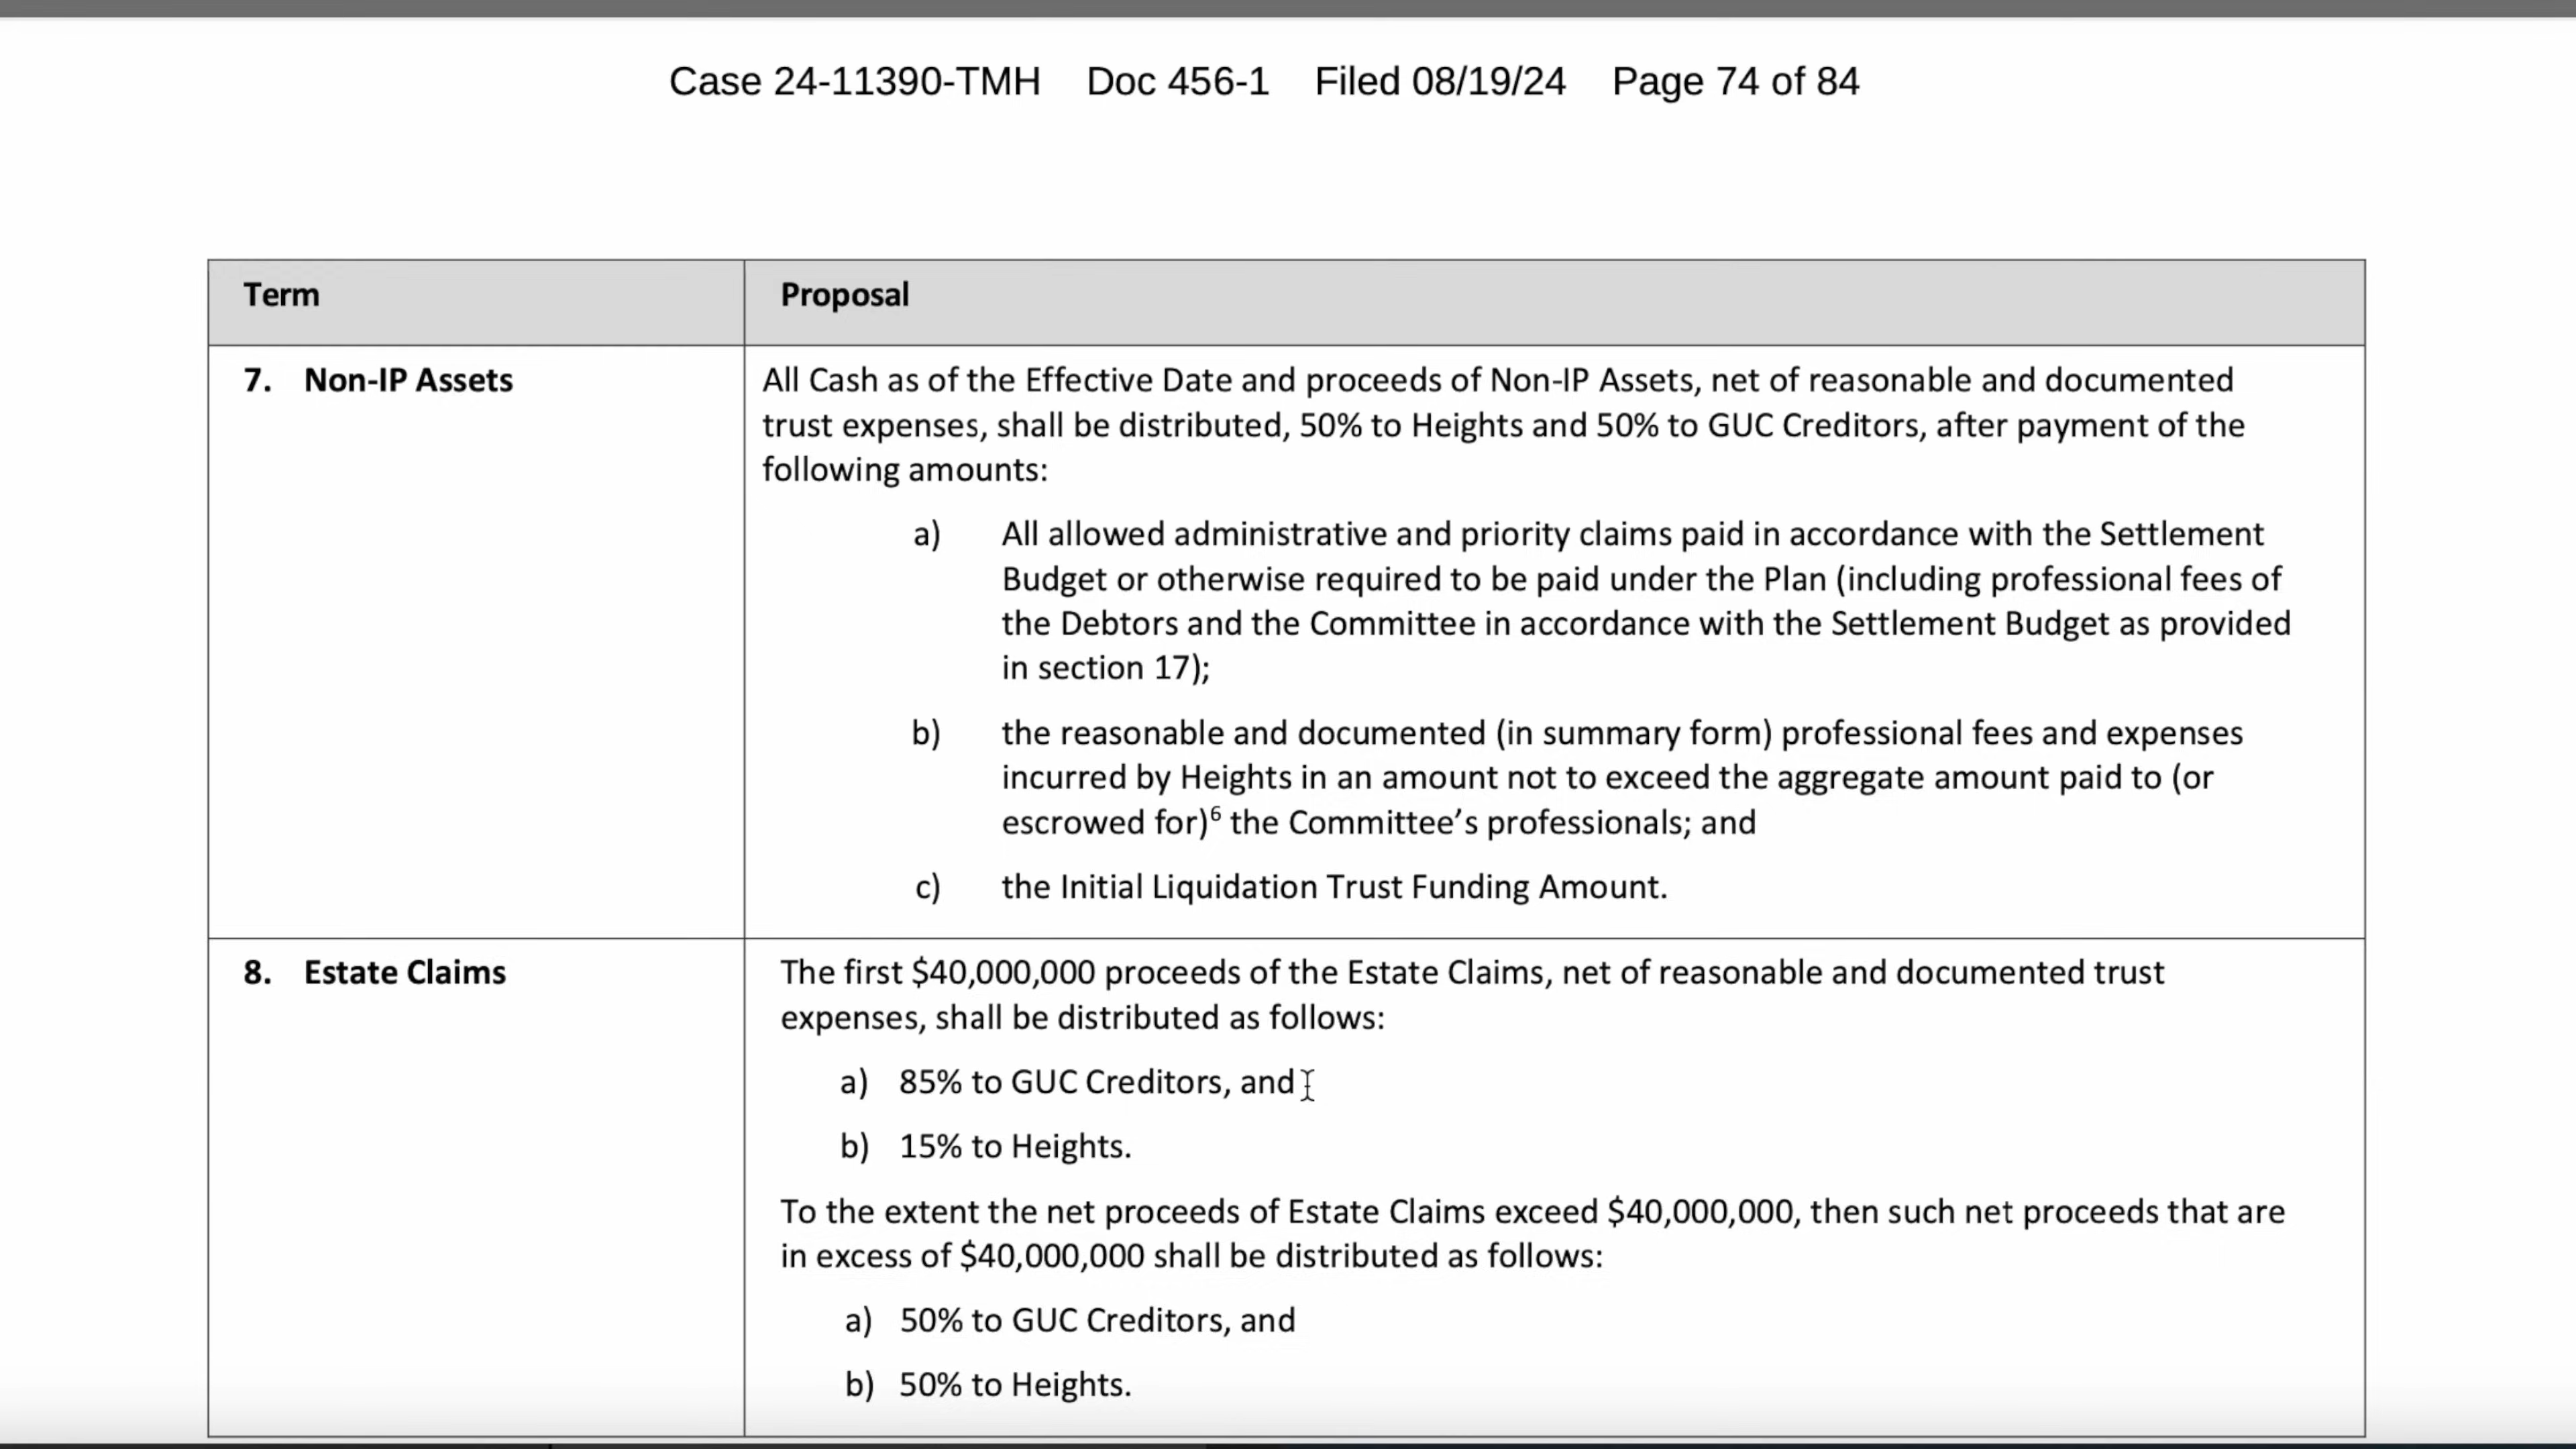 Case 24-11390-TMH Doc 456-1 Filed 08/19/24 Page 74 of 84
Term
Proposal
7. Non-IP Assets
All Cash as of the Effective Date and proceeds of Non-IP Assets, net of reasonable and documented
trust expenses, shall be distributed, 50% to Heights and 50% to GUC Creditors, after payment of the
following amounts:
a) All allowed administrative and priority claims paid in accordance with the Settlement
Budget or otherwise required to be paid under the Plan (including professional fees of
the Debtors and the Committee in accordance with the Settlement Budget as provided
in section 17);
b) the reasonable and documented (in summary form) professional fees and expenses
incurred by Heights in an amount not to exceed the aggregate amount paid to (or
escrowed for)⁶ the Committee’s professionals; and
c) the Initial Liquidation Trust Funding Amount.
8. Estate Claims
The first $40,000,000 proceeds of the Estate Claims, net of reasonable and documented trust
expenses, shall be distributed as follows:
a) 85% to GUC Creditors, and
b) 15% to Heights.
To the extent the net proceeds of Estate Claims exceed $40,000,000, then such net proceeds that are
in excess of $40,000,000 shall be distributed as follows:
a) 50% to GUC Creditors, and
b) 50% to Heights.